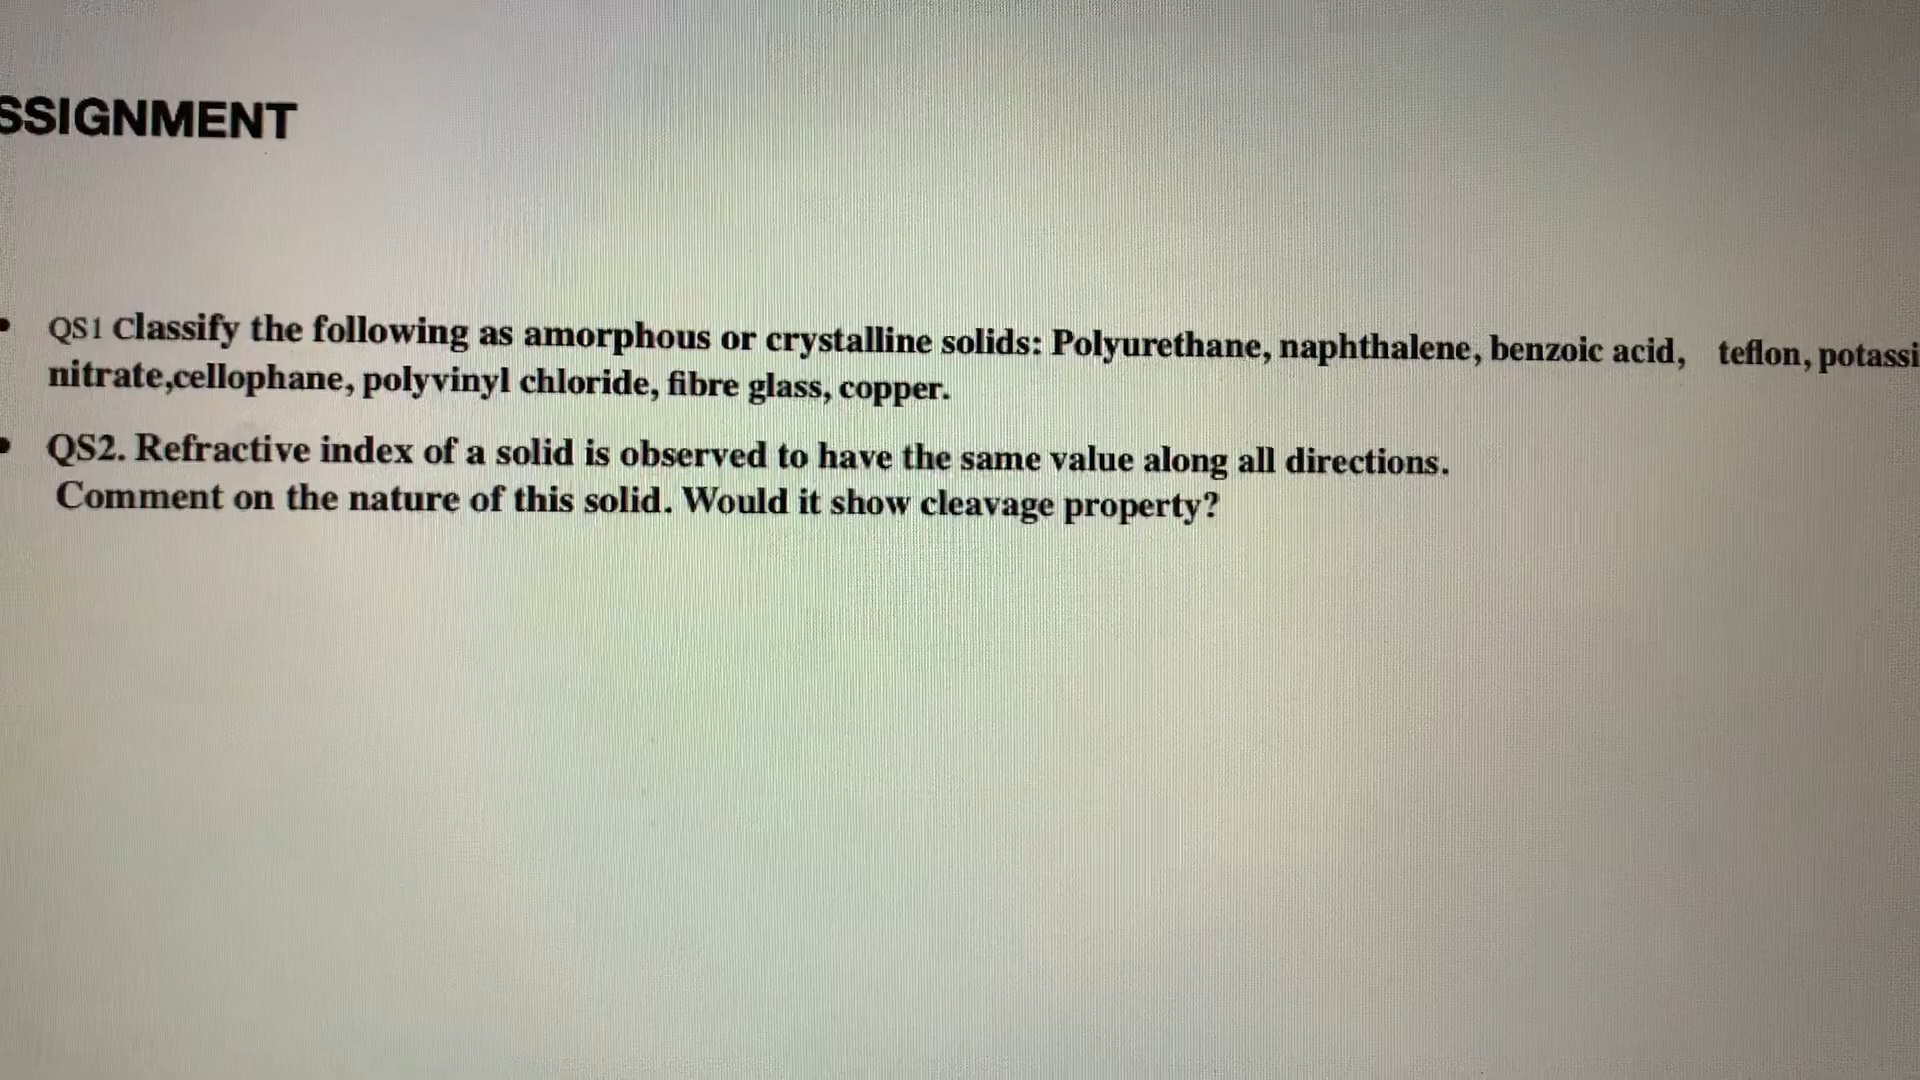 SSIGNMENT
QS1 Classify the following as amorphous or crystalline solids: Polyurethane, naphthalene, benzoic acid, teflon, potassi
nitrate,cellophane, polyvinyl chloride, fibre glass, copper.
QS2. Refractive index of a solid is observed to have the same value along all directions.
Comment on the nature of this solid. Would it show cleavage property?